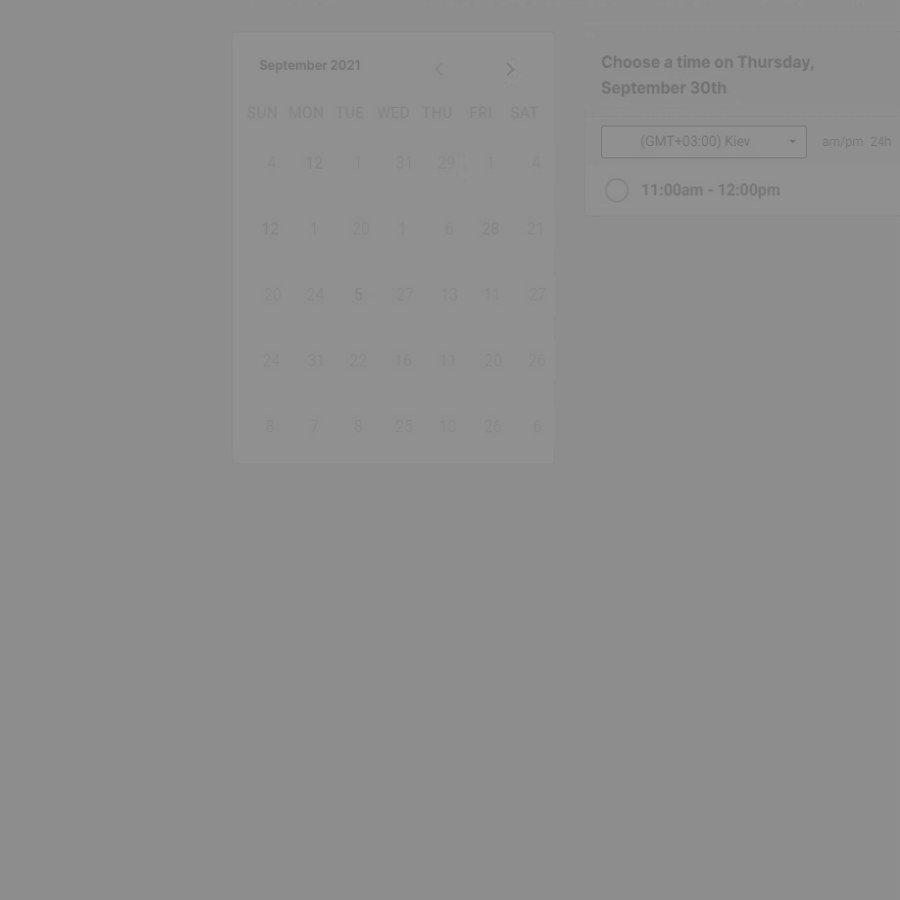 September 2021
SUN MON TUE WED THU FRI SAT
4 12 1 31 29 1 4
12 1 20 1 6 28 21
20 24 5 27 13 11 27
24 31 22 16 11 20 26
8 7 8 25 10 26 6
Choose a time on Thursday,
September 30th
(GMT+03:00) Kiev am/pm 24h
11:00am - 12:00pm